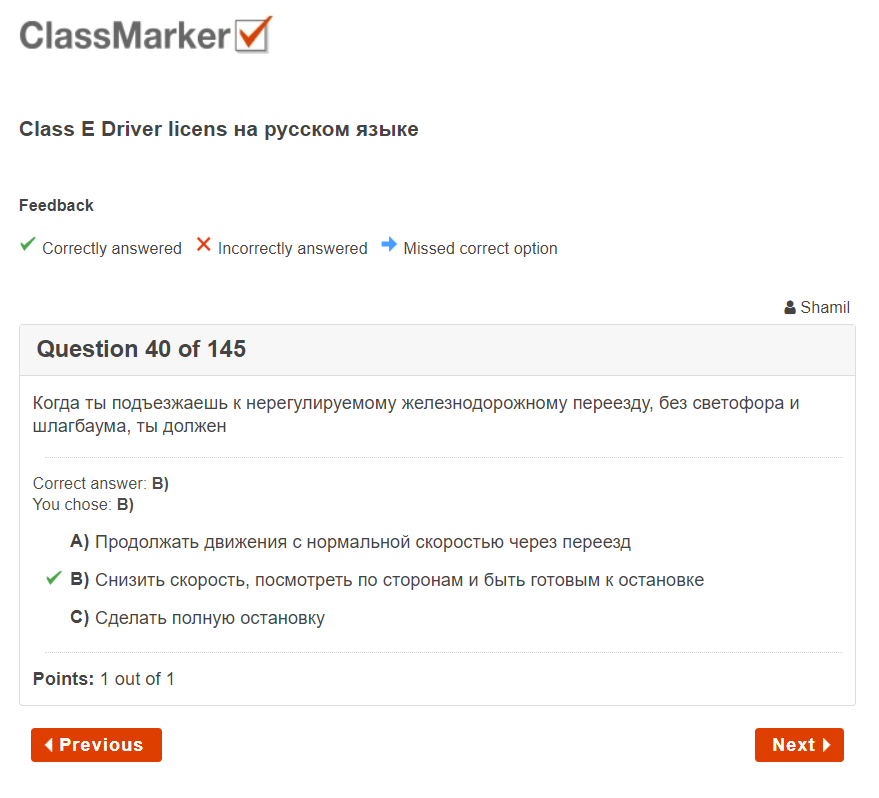 ClassMarker
Class E Driver licens на русском языке
Feedback
Correctly answered Incorrectly answered Missed correct option
Shamil
Question 40 of 145
Когда ты подъезжаешь к нерегулируемому железнодорожному переезду, без светофора и
шлагбаума, ты должен
Correct answer: B)
You chose: B)
A) Продолжать движения с нормальной скоростью через переезд
B) Снизить скорость, посмотреть по сторонам и быть готовым к остановке
C) Сделать полную остановку
Points: 1 out of 1
Previous Next